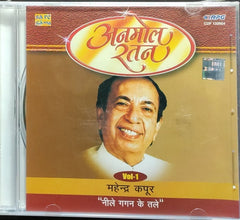 अनमोल
रतन
Vol-1
महेन्द्र कपूर
"नीले गगन के तले"